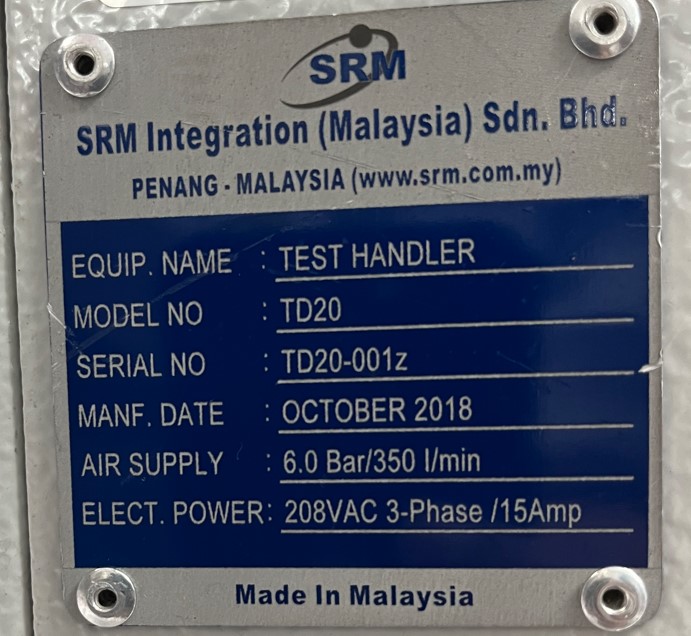 SRM
SRM Integration (Malaysia) Sdn. Bhd.
PENANG - MALAYSIA (www.srm.com.my)
EQUIP. NAME : TEST HANDLER
MODEL NO : TD20
SERIAL NO : TD20-001z
MANF. DATE : OCTOBER 2018
AIR SUPPLY : 6.0 Bar/350 l/min
ELECT. POWER: 208VAC 3-Phase /15Amp
Made In Malaysia